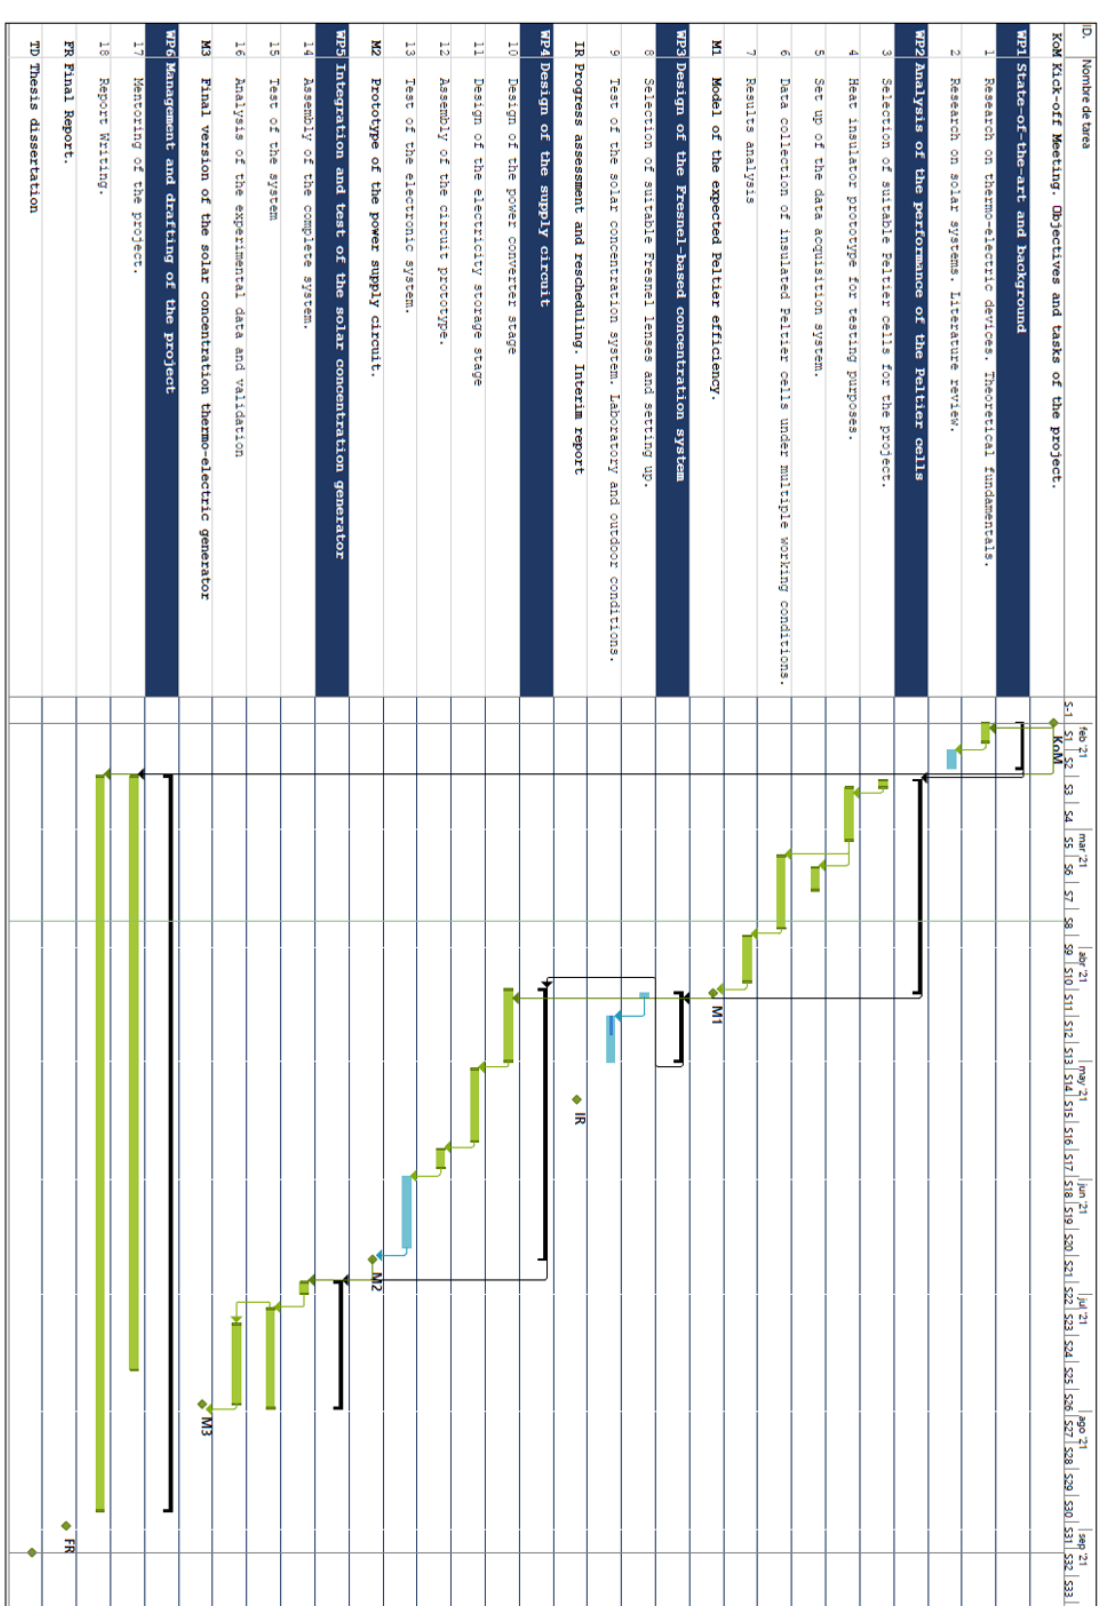 ID. Nombre de tarea
KoM Kick-off Meeting. Objectives and tasks of the project.
WP1 State-of-the-art and background
1 Research on thermo-electric devices. Theoretical fundamentals.
2 Research on solar systems. Literature review.
WP2 Analysis of the performance of the Peltier cells
3 Selection of suitable Peltier cells for the project.
4 Heat insulator prototype for testing purposes.
5 Set up of the data acquisition system.
6 Data collection of insulated Peltier cells under multiple working conditions.
7 Results analysis
M1 Model of the expected Peltier efficiency.
WP3 Design of the Fresnel-based concentration system
8 Selection of suitable Fresnel lenses and setting up.
9 Test of the solar concentration system. Laboratory and outdoor conditions.
IR Progress assessment and rescheduling. Interim report
WP4 Design of the supply circuit
10 Design of the power converter stage
11 Design of the electricity storage stage
12 Assembly of the circuit prototype.
13 Test of the electronic system.
M2 Prototype of the power supply circuit.
WP5 Integration and test of the solar concentration generator
14 Assembly of the complete system.
15 Test of the system
16 Analysis of the experimental data and validation
M3 Final version of the solar concentration thermo-electric generator
WP6 Management and drafting of the project
17 Mentoring of the project.
18 Report Writing.
FR Final Report.
TD Thesis dissertation
feb '21 mar '21 abr '21 may '21 jun '21 jul '21 ago '21 sep '21
S-1 S1 S2 S3 S4 S5 S6 S7 S8 S9 S10 S11 S12 S13 S14 S15 S16 S17 S18 S19 S20 S21 S22 S23 S24 S25 S26 S27 S28 S29 S30 S31 S32 S33
KoM
M1
IR
M2
M3
FR